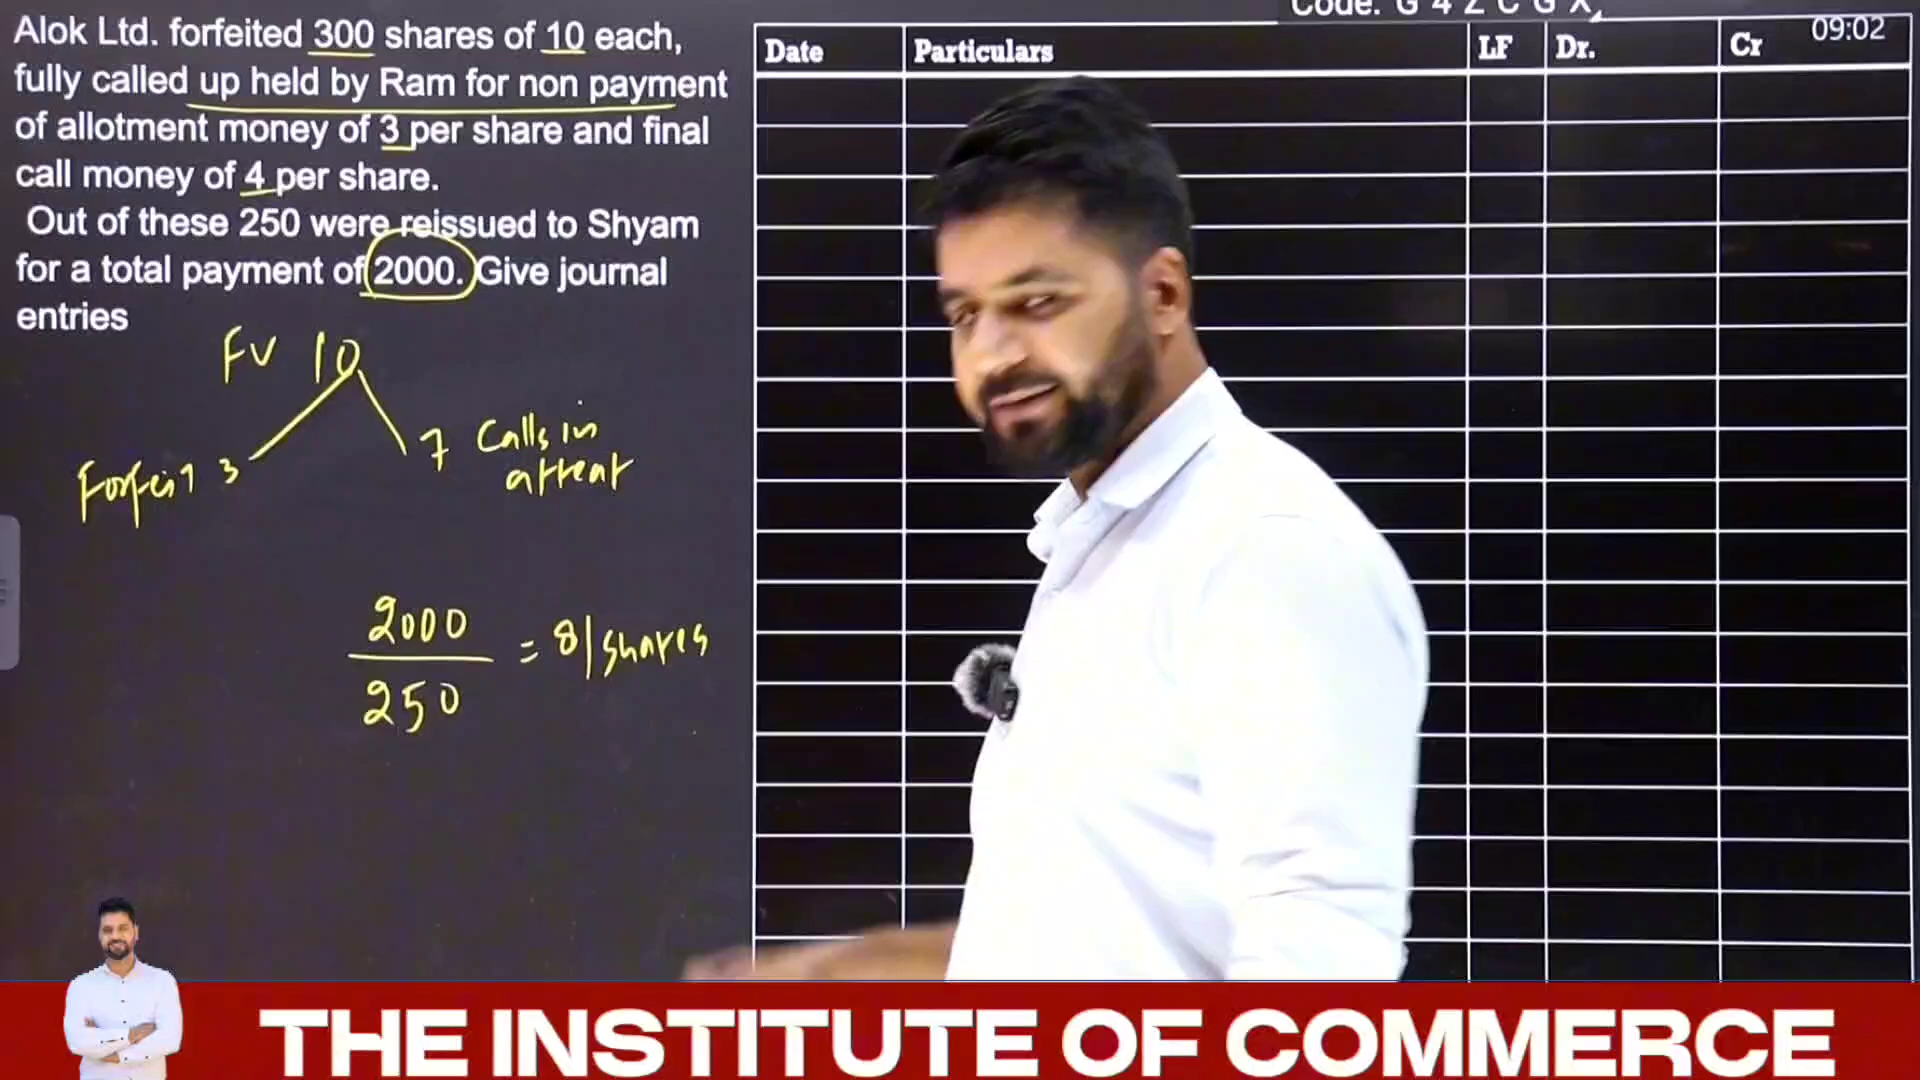 Code: G 4 Z C G X
09:02
Alok Ltd. forfeited 300 shares of 10 each,
fully called up held by Ram for non payment
of allotment money of 3 per share and final
call money of 4 per share.
Out of these 250 were reissued to Shyam
for a total payment of 2000. Give journal
entries
FV 10
Forfeit 3
7 Calls in
arrear
2000
250
= 8/shares
Date Particulars LF Dr. Cr
THE INSTITUTE OF COMMERCE